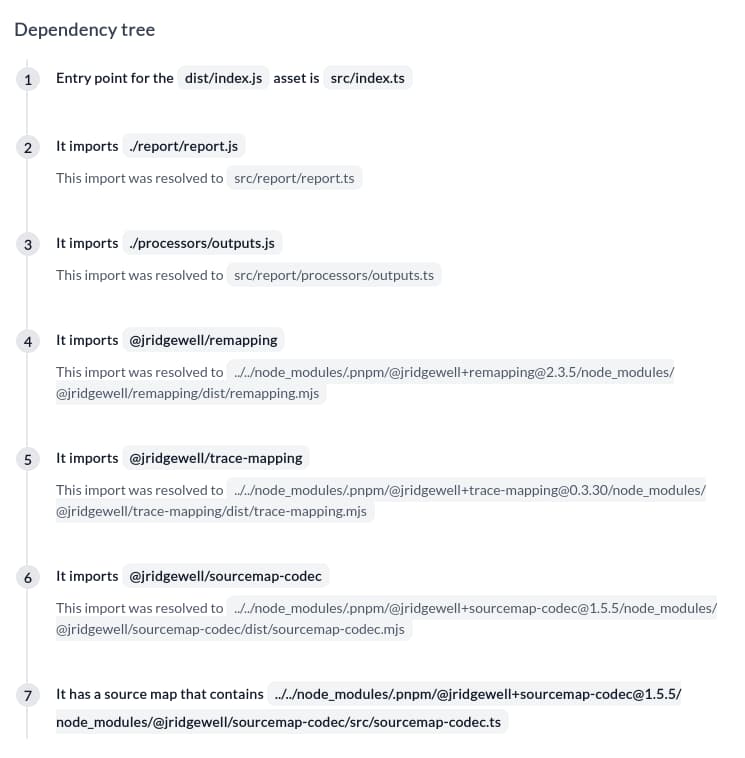 Dependency tree
1 Entry point for the dist/index.js asset is src/index.ts
2 It imports ./report/report.js
This import was resolved to src/report/report.ts
3 It imports ./processors/outputs.js
This import was resolved to src/report/processors/outputs.ts
4 It imports @jridgewell/remapping
This import was resolved to ../../node_modules/.pnpm/@jridgewell+remapping@2.3.5/node_modules/
@jridgewell/remapping/dist/remapping.mjs
5 It imports @jridgewell/trace-mapping
This import was resolved to ../../node_modules/.pnpm/@jridgewell+trace-mapping@0.3.30/node_modules/
@jridgewell/trace-mapping/dist/trace-mapping.mjs
6 It imports @jridgewell/sourcemap-codec
This import was resolved to ../../node_modules/.pnpm/@jridgewell+sourcemap-codec@1.5.5/node_modules/
@jridgewell/sourcemap-codec/dist/sourcemap-codec.mjs
7 It has a source map that contains ../../node_modules/.pnpm/@jridgewell+sourcemap-codec@1.5.5/
node_modules/@jridgewell/sourcemap-codec/src/sourcemap-codec.ts